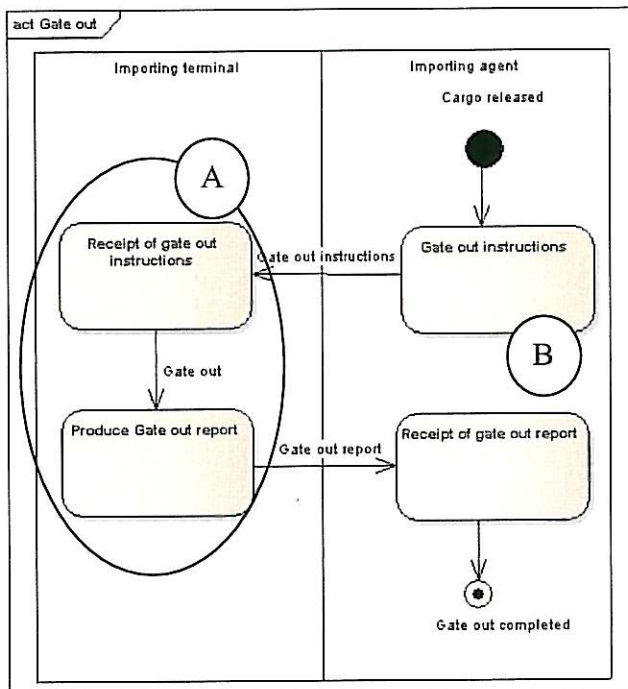 act Gate out
Importing terminal
Importing agent
Cargo released
A
Receipt of gate out
instructions
Gate out instructions
Gate out instructions
B
Gate out
Produce Gate out report
Gate out report
Receipt of gate out report
Gate out completed